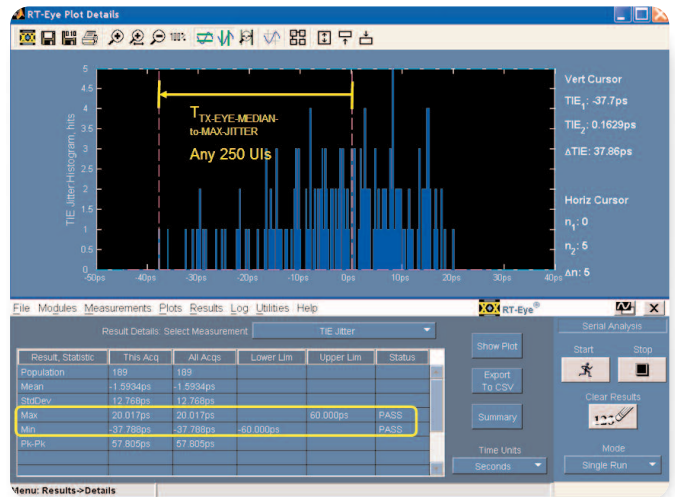 RT-Eye Plot Details
100%
5
4.5
4
3.5
3
2.5
2
1.5
1
0.5
0
TIE Jitter Histogram, hits
-50ps -40ps -30ps -20ps -10ps 0ps 10ps 20ps 30ps 40ps
T TX-EYE-MEDIAN-
to-MAX-JITTER
Any 250 UIs
Vert Cursor
TIE1: -37.7ps
TIE2: 0.1629ps
ΔTIE: 37.86ps
Horiz Cursor
n1: 0
n2: 5
Δn: 5
File Modules Measurements Plots Results Log Utilities Help
RT-Eye®
X
Result Details: Select Measurement TIE Jitter
Result, Statistic This Acq All Acqs Lower Lim Upper Lim Status
Population 189 189
Mean -1.5934ps -1.5934ps
StdDev 12.768ps 12.768ps
Max 20.017ps 20.017ps 60.000ps PASS
Min -37.788ps -37.788ps -60.000ps PASS
Pk-Pk 57.805ps 57.805ps
Show Plot
Export
To CSV
Summary
Time Units
Seconds
Serial Analysis
Start Stop
Clear Results
Mode
Single Run
Menu: Results->Details